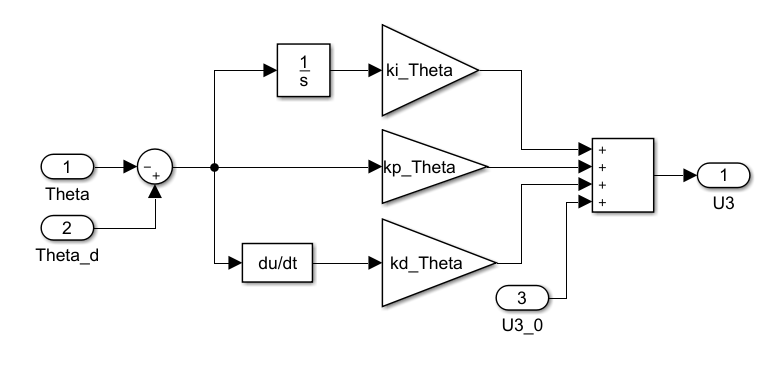 1
s
ki_Theta
1
Theta
−
+
kp_Theta
+
+
+
+
1
U3
2
Theta_d
du/dt
kd_Theta
3
U3_0